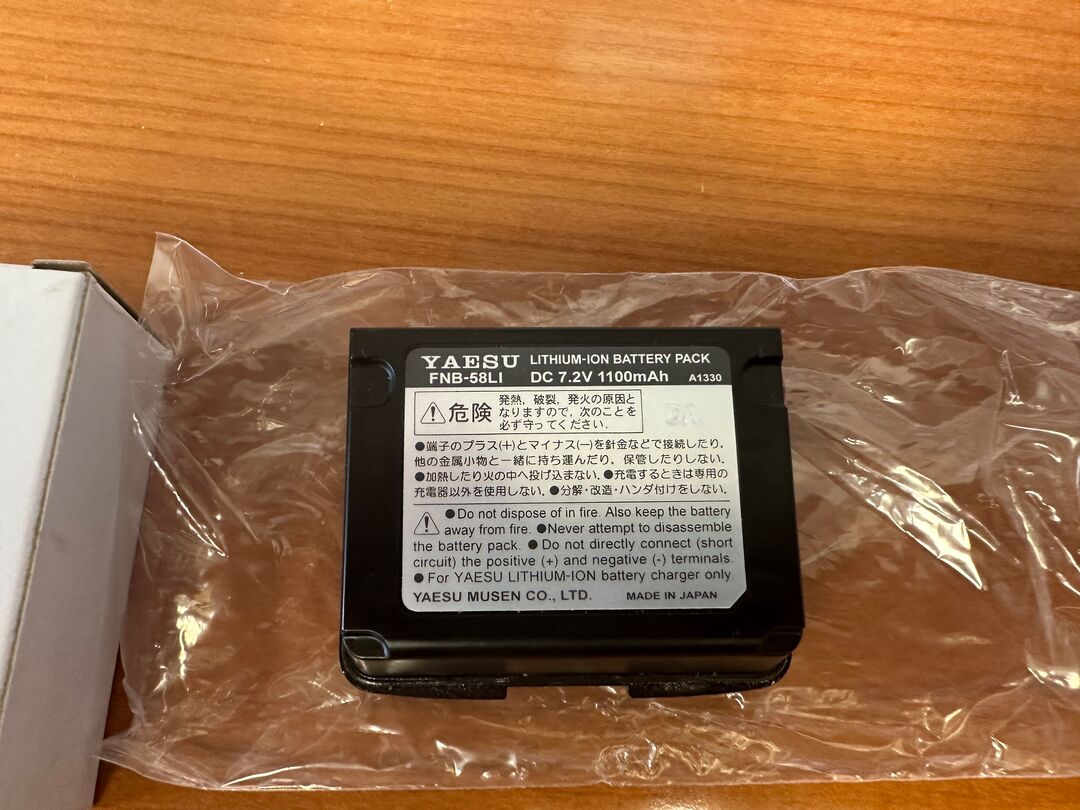 YAESU LITHIUM-ION BATTERY PACK
FNB-58LI DC 7.2V 1100mAh A1330
危険
発熱，破裂，発火の原因と
なりますので，次のことを
必ず守ってください．
●端子のプラス(+)とマイナス(−)を針金などで接続したり，
他の金属小物と一緒に持ち運んだり，保管したりしない．
●加熱したり火の中へ投げ込まない．●充電するときは専用の
充電器以外を使用しない．●分解・改造・ハンダ付けをしない．
●Do not dispose of in fire. Also keep the battery
away from fire. ●Never attempt to disassemble
the battery pack. ●Do not directly connect (short
circuit) the positive (+) and negative (-) terminals.
●For YAESU LITHIUM-ION battery charger only.
YAESU MUSEN CO., LTD. MADE IN JAPAN